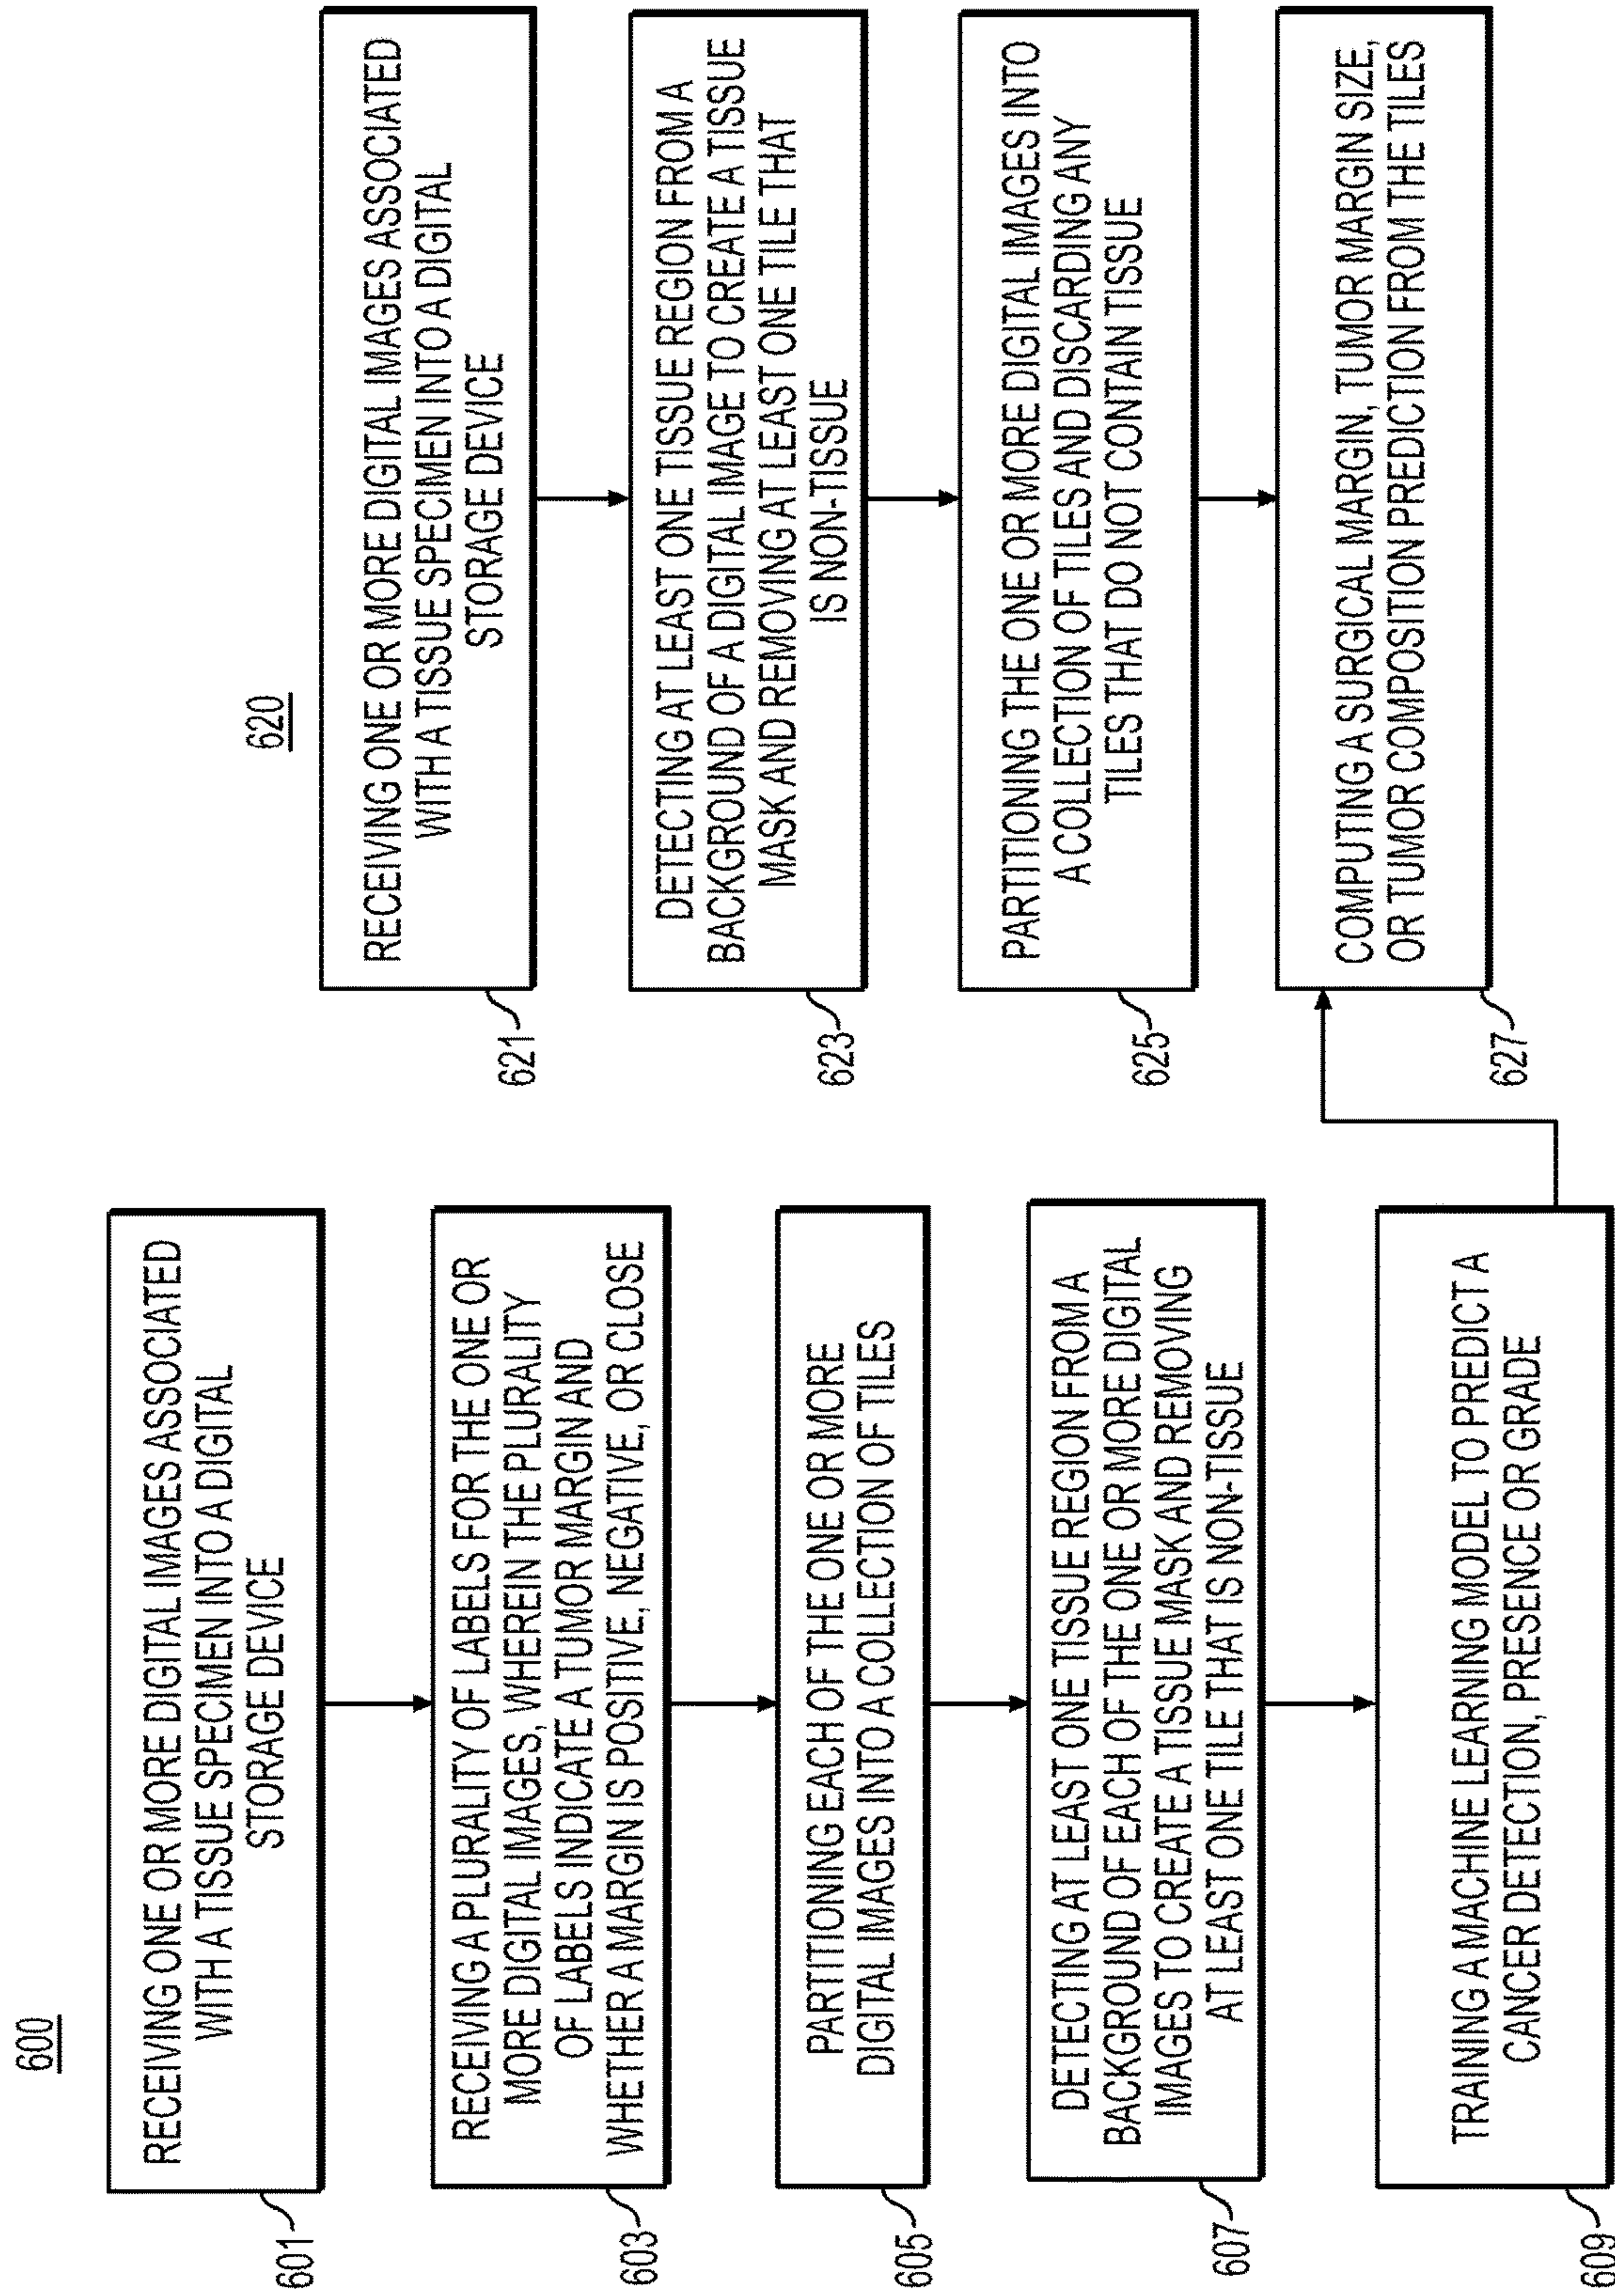 600
RECEIVING ONE OR MORE DIGITAL IMAGES ASSOCIATED
WITH A TISSUE SPECIMEN INTO A DIGITAL
STORAGE DEVICE
601
RECEIVING A PLURALITY OF LABELS FOR THE ONE OR
MORE DIGITAL IMAGES, WHEREIN THE PLURALITY
OF LABELS INDICATE A TUMOR MARGIN AND
WHETHER A MARGIN IS POSITIVE, NEGATIVE, OR CLOSE
603
PARTITIONING EACH OF THE ONE OR MORE
DIGITAL IMAGES INTO A COLLECTION OF TILES
605
DETECTING AT LEAST ONE TISSUE REGION FROM A
BACKGROUND OF EACH OF THE ONE OR MORE DIGITAL
IMAGES TO CREATE A TISSUE MASK AND REMOVING
AT LEAST ONE TILE THAT IS NON-TISSUE
607
TRAINING A MACHINE LEARNING MODEL TO PREDICT A
CANCER DETECTION, PRESENCE OR GRADE
609
620
RECEIVING ONE OR MORE DIGITAL IMAGES ASSOCIATED
WITH A TISSUE SPECIMEN INTO A DIGITAL
STORAGE DEVICE
621
DETECTING AT LEAST ONE TISSUE REGION FROM A
BACKGROUND OF A DIGITAL IMAGE TO CREATE A TISSUE
MASK AND REMOVING AT LEAST ONE TILE THAT
IS NON-TISSUE
623
PARTITIONING THE ONE OR MORE DIGITAL IMAGES INTO
A COLLECTION OF TILES AND DISCARDING ANY
TILES THAT DO NOT CONTAIN TISSUE
625
COMPUTING A SURGICAL MARGIN, TUMOR MARGIN SIZE,
OR TUMOR COMPOSITION PREDICTION FROM THE TILES
627